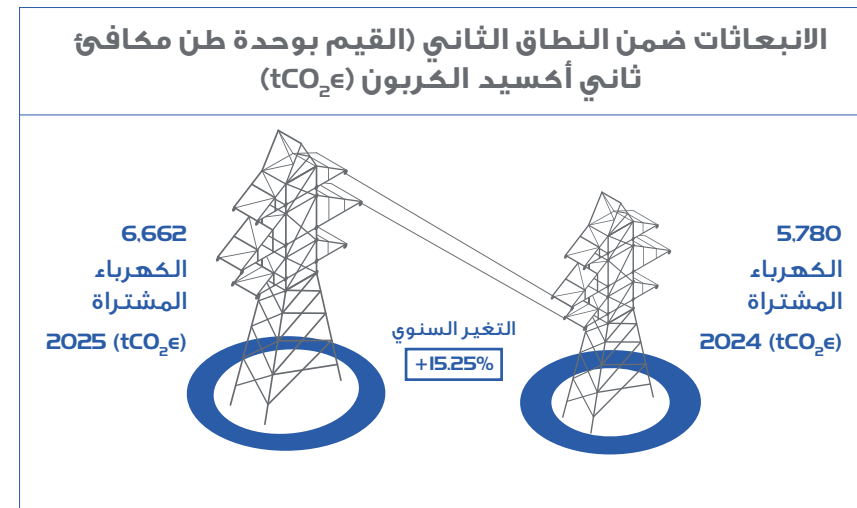 الانبعاثات ضمن النطاق الثاني (القيم بوحدة طن مكافئ
ثاني أكسيد الكربون (tCO₂e)
5,780
الكهرباء
المشتراة
2024 (tCO₂e)
التغير السنوي
+15.25%
6,662
الكهرباء
المشتراة
2025 (tCO₂e)